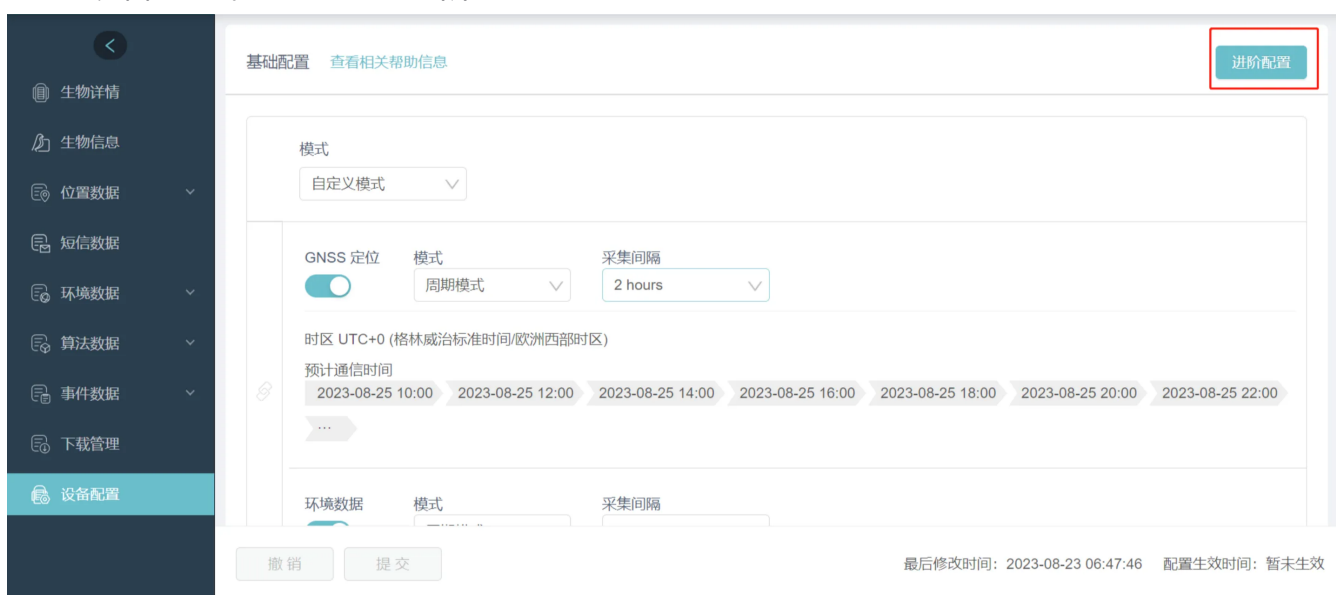 基础配置 查看相关帮助信息 进阶配置
生物详情
生物信息
位置数据
短信数据
环境数据
算法数据
事件数据
下载管理
设备配置
模式
自定义模式
GNSS 定位 模式 采集间隔
周期模式 2 hours
时区 UTC+0 (格林威治标准时间/欧洲西部时区)
预计通信时间
2023-08-25 10:00 2023-08-25 12:00 2023-08-25 14:00 2023-08-25 16:00 2023-08-25 18:00 2023-08-25 20:00 2023-08-25 22:00
...
环境数据 模式 采集间隔
撤销 提交 最后修改时间：2023-08-23 06:47:46 配置生效时间：暂未生效